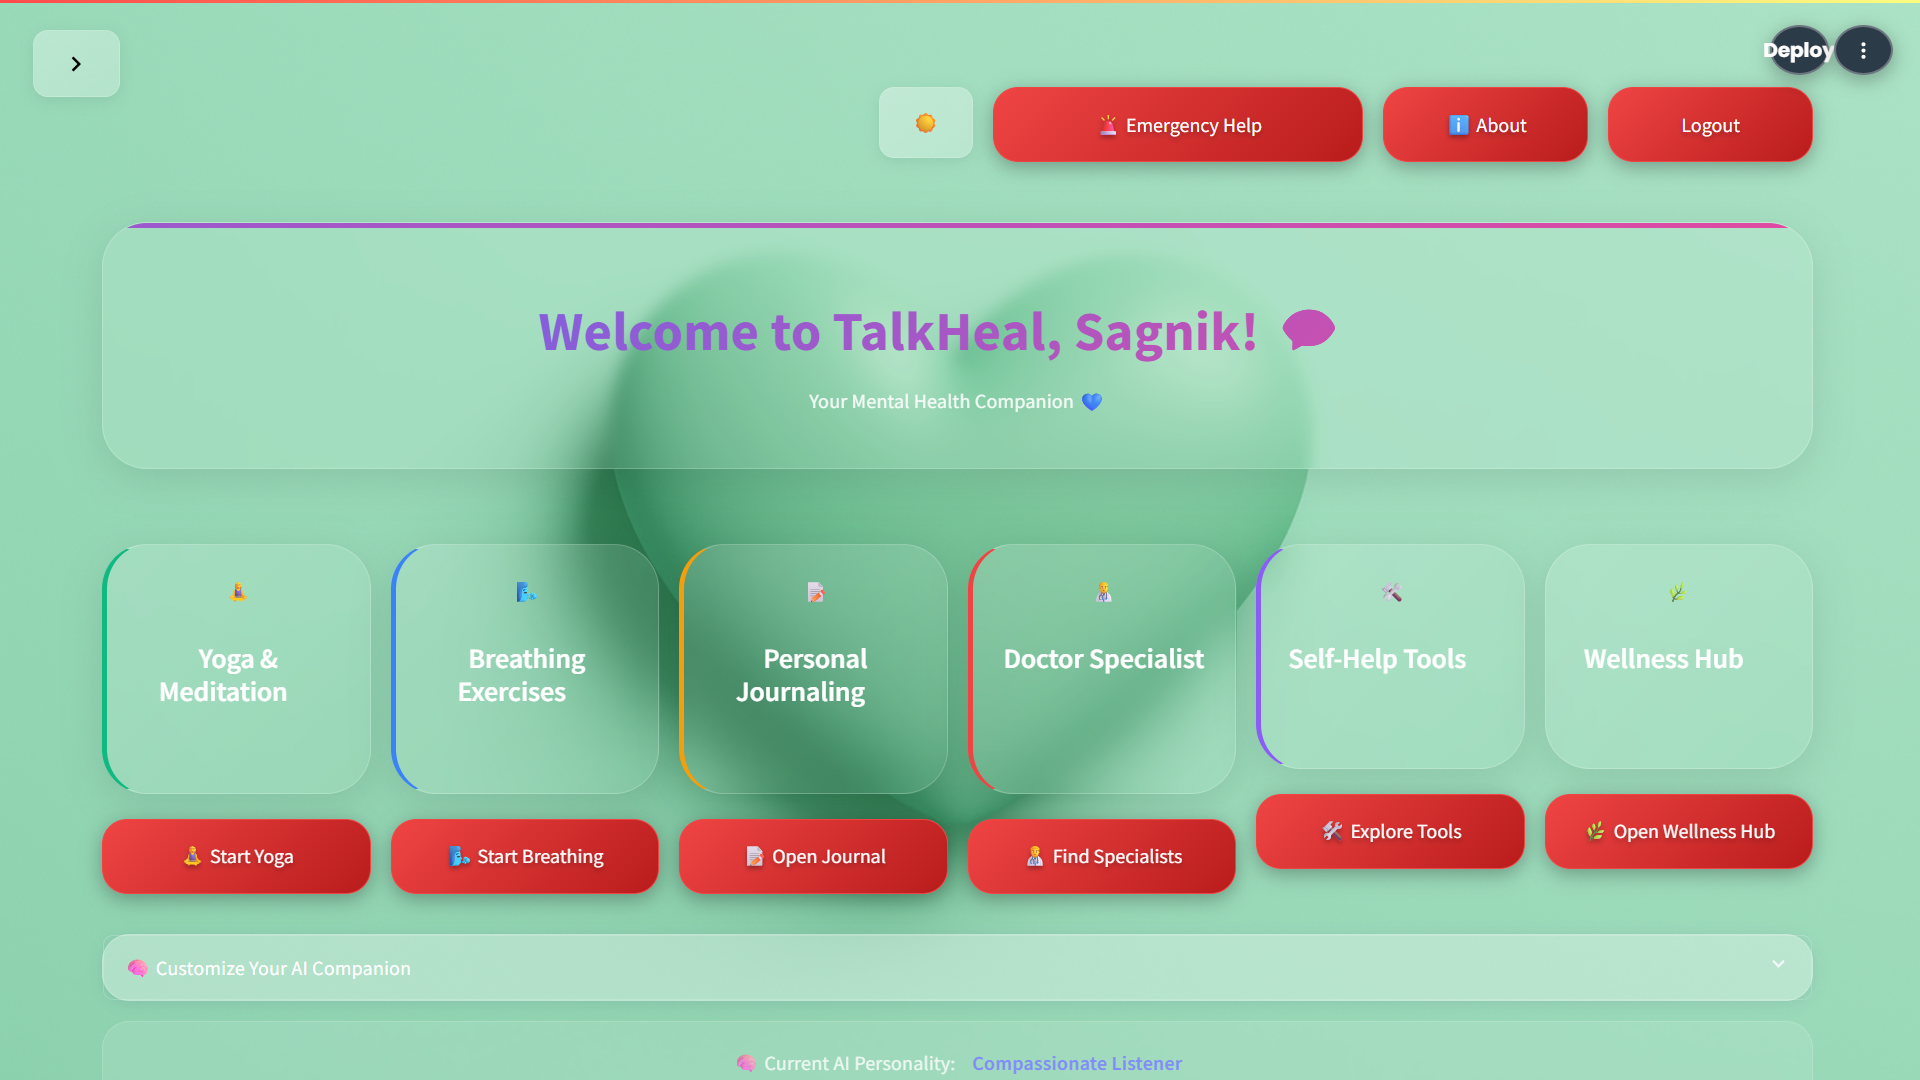 Deploy
Emergency Help
About
Logout
Welcome to TalkHeal, Sagnik!
Your Mental Health Companion 💙
Yoga &
Meditation
Breathing
Exercises
Personal
Journaling
Doctor Specialist
Self-Help Tools
Wellness Hub
Start Yoga
Start Breathing
Open Journal
Find Specialists
Explore Tools
Open Wellness Hub
Customize Your AI Companion
Current AI Personality: Compassionate Listener